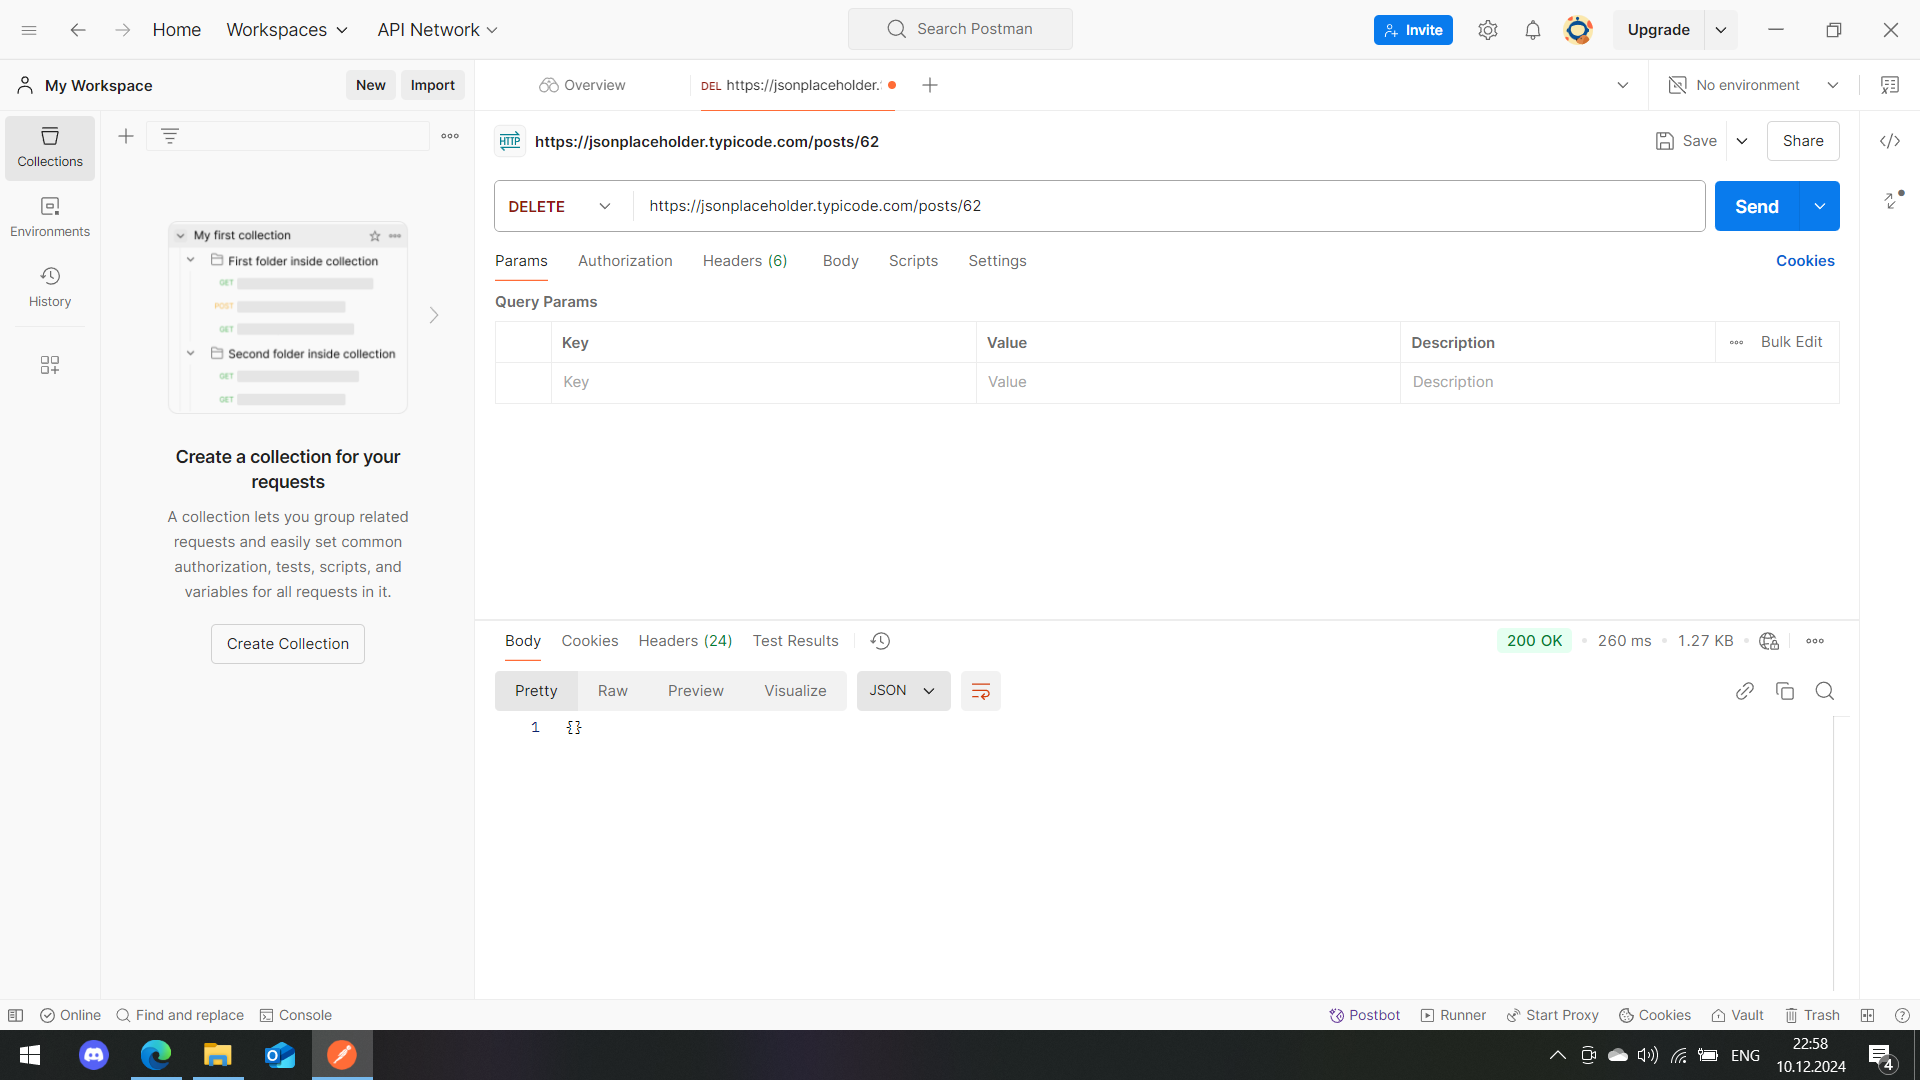 Home
Workspaces
API Network
Search Postman
Invite
Upgrade
My Workspace
New
Import
Overview
DEL https://jsonplaceholder.
No environment
Collections
Environments
History
My first collection
First folder inside collection
GET
POST
GET
Second folder inside collection
GET
GET
Create a collection for your
requests
A collection lets you group related
requests and easily set common
authorization, tests, scripts, and
variables for all requests in it.
Create Collection
HTTP
https://jsonplaceholder.typicode.com/posts/62
Save
Share
DELETE
https://jsonplaceholder.typicode.com/posts/62
Send
Params
Authorization
Headers (6)
Body
Scripts
Settings
Cookies
Query Params
Key
Value
Description
Bulk Edit
Key
Value
Description
Body
Cookies
Headers (24)
Test Results
200 OK
260 ms
1.27 KB
Pretty
Raw
Preview
Visualize
JSON
1 {}
Online
Find and replace
Console
Postbot
Runner
Start Proxy
Cookies
Vault
Trash
ENG
22:58
10.12.2024
4